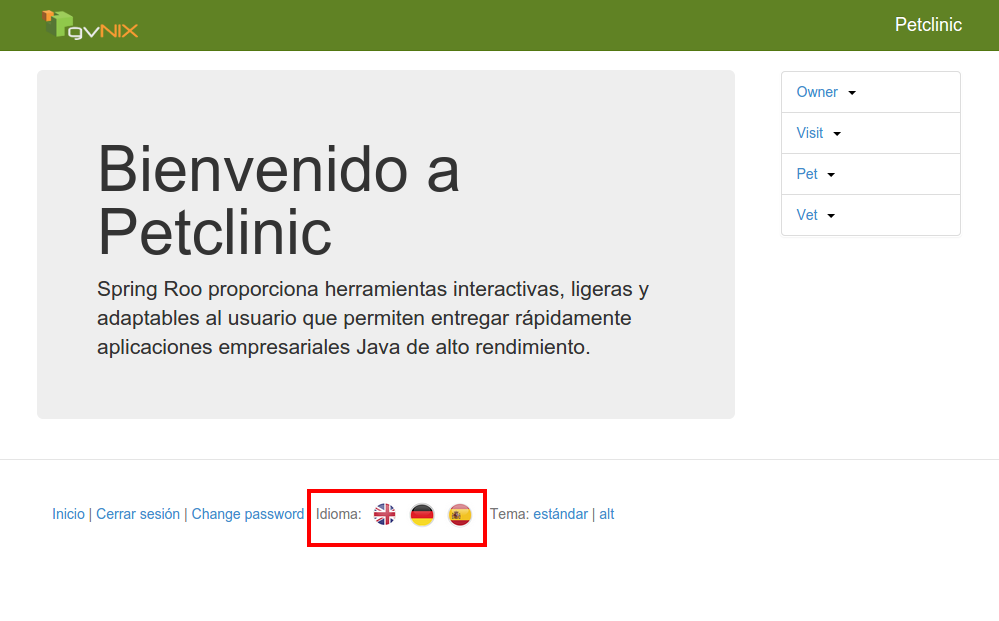 gvNIX
Petclinic
Bienvenido a
Petclinic
Spring Roo proporciona herramientas interactivas, ligeras y
adaptables al usuario que permiten entregar rápidamente
aplicaciones empresariales Java de alto rendimiento.
Owner
Visit
Pet
Vet
Inicio | Cerrar sesión | Change password Idioma: Tema: estándar | alt